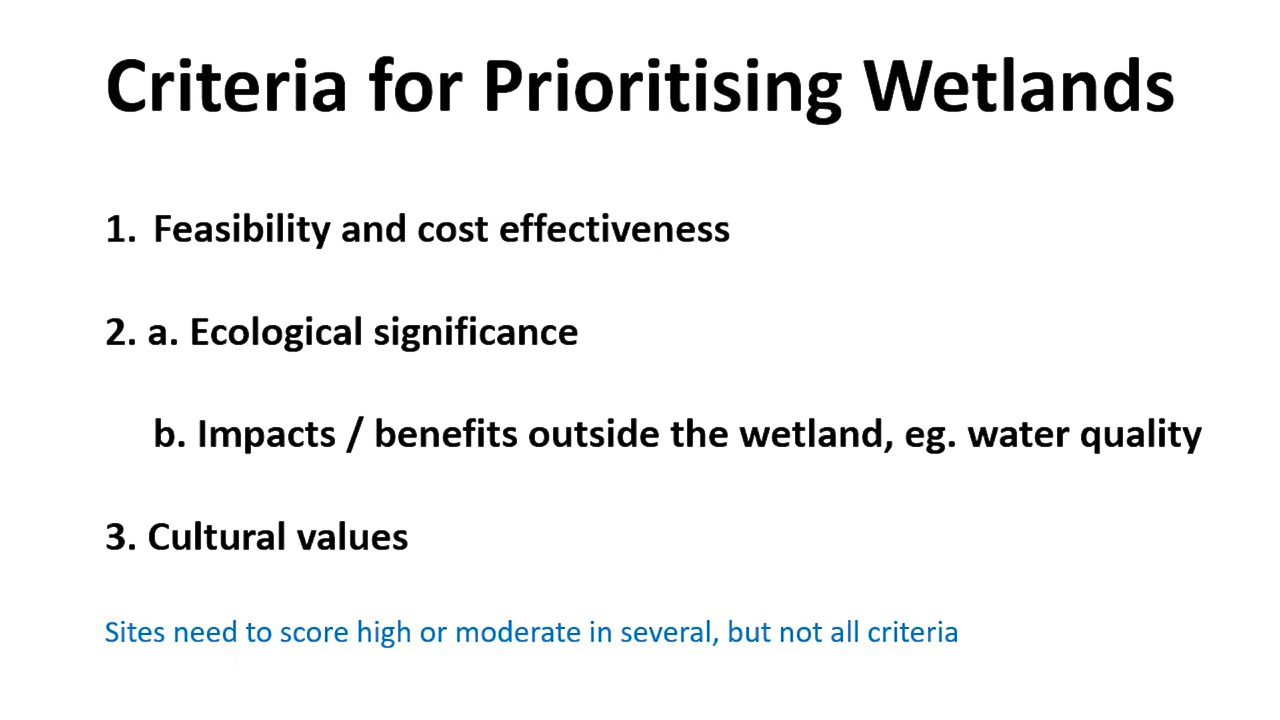 Criteria for Prioritising Wetlands
1. Feasibility and cost effectiveness
2. a. Ecological significance
b. Impacts / benefits outside the wetland, eg. water quality
3. Cultural values
Sites need to score high or moderate in several, but not all criteria